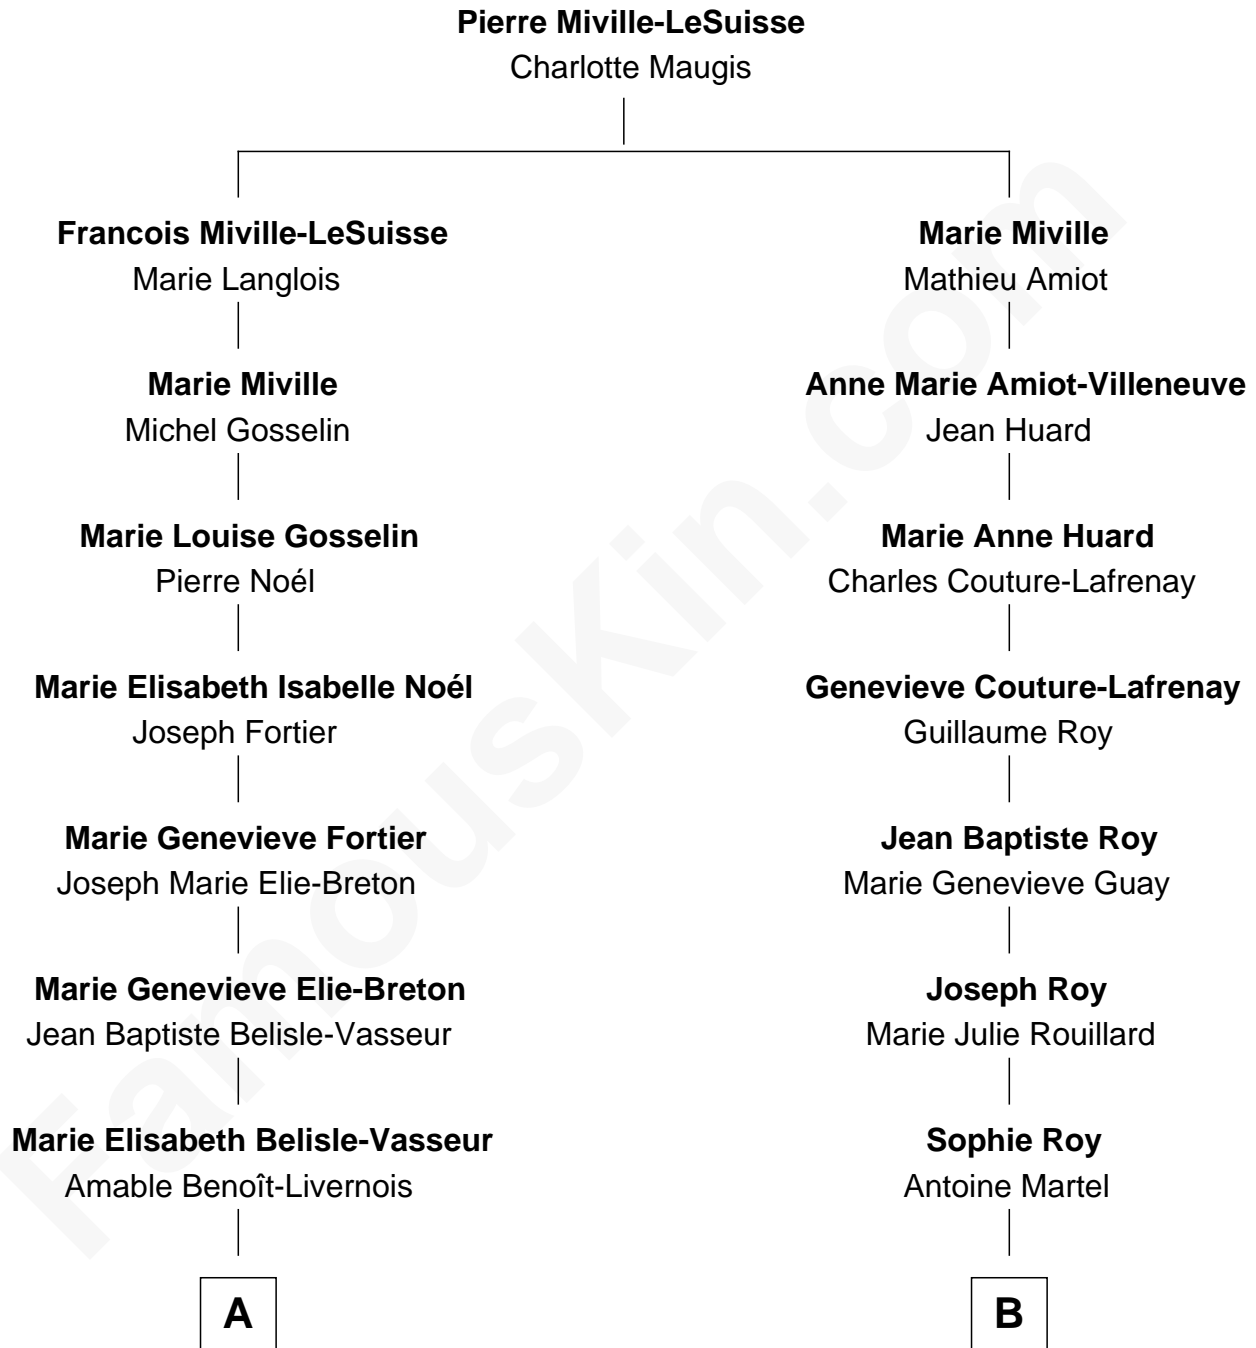 Pierre Miville-LeSuisse
Charlotte Maugis
Francois Miville-LeSuisse
Marie Langlois
Marie Miville
Michel Gosselin
Marie Louise Gosselin
Pierre Noél
Marie Elisabeth Isabelle Noél
Joseph Fortier
Marie Genevieve Fortier
Joseph Marie Elie-Breton
Marie Genevieve Elie-Breton
Jean Baptiste Belisle-Vasseur
Marie Elisabeth Belisle-Vasseur
Amable Benoît-Livernois
A
Marie Miville
Mathieu Amiot
Anne Marie Amiot-Villeneuve
Jean Huard
Marie Anne Huard
Charles Couture-Lafrenay
Genevieve Couture-Lafrenay
Guillaume Roy
Jean Baptiste Roy
Marie Genevieve Guay
Joseph Roy
Marie Julie Rouillard
Sophie Roy
Antoine Martel
B
FamousKin.com